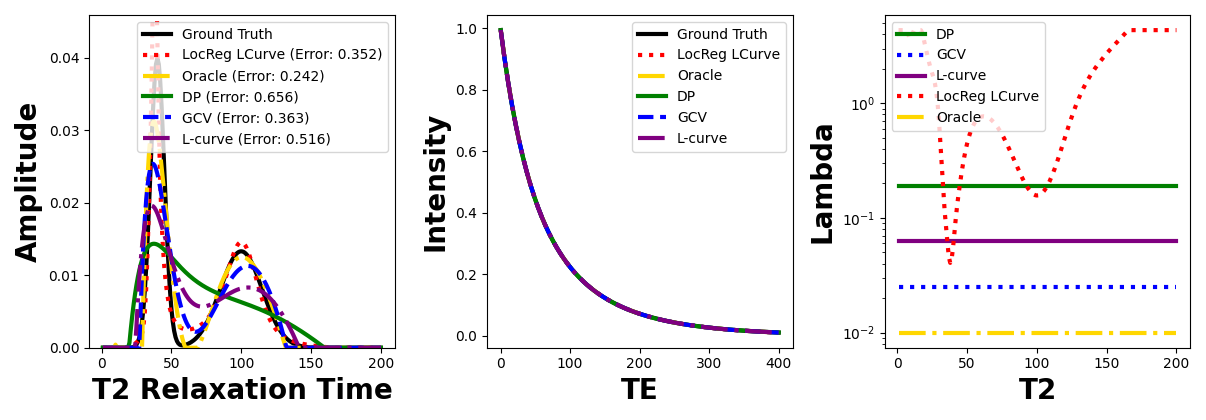 Amplitude
0.04
0.03
0.02
0.01
0.00
0
50
100
150
200
T2 Relaxation Time
Ground Truth
LocReg LCurve (Error: 0.352)
Oracle (Error: 0.242)
DP (Error: 0.656)
GCV (Error: 0.363)
L-curve (Error: 0.516)
Intensity
1.0
0.8
0.6
0.4
0.2
0.0
0
100
200
300
400
TE
Ground Truth
LocReg LCurve
Oracle
DP
GCV
L-curve
Lambda
10⁰
10⁻¹
10⁻²
0
50
100
150
200
T2
DP
GCV
L-curve
LocReg LCurve
Oracle